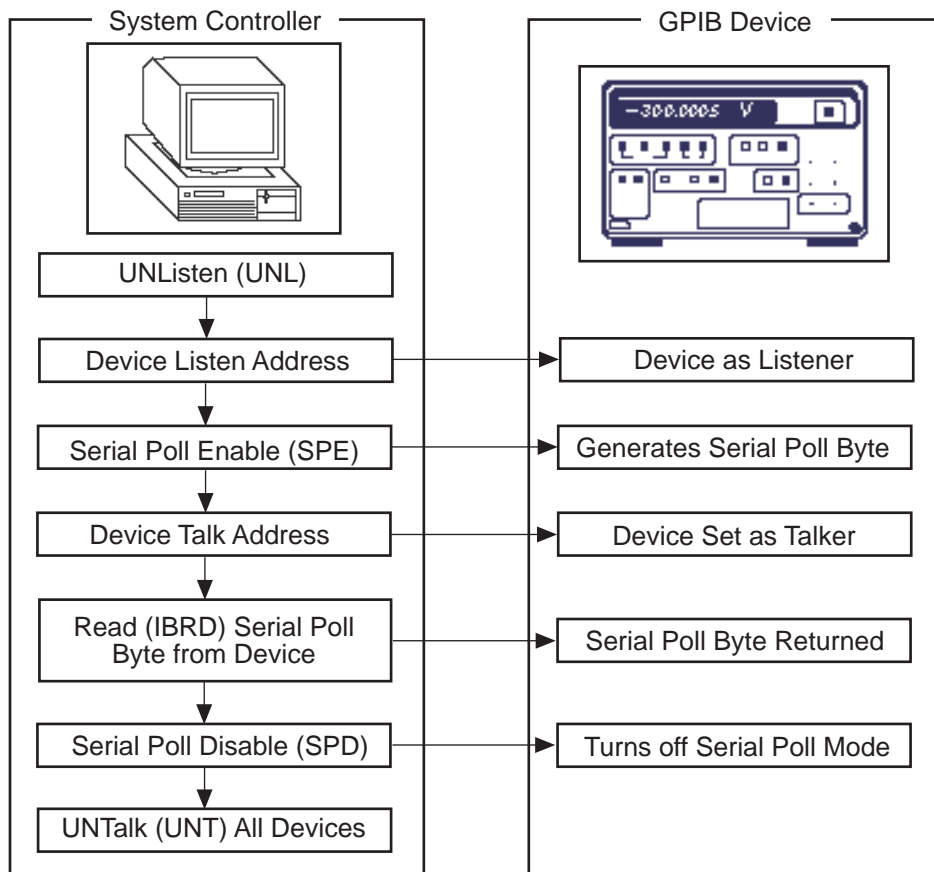 System Controller
GPIB Device
-300.000S V
UNListen (UNL)
Device Listen Address
Device as Listener
Serial Poll Enable (SPE)
Generates Serial Poll Byte
Device Talk Address
Device Set as Talker
Read (IBRD) Serial Poll
Byte from Device
Serial Poll Byte Returned
Serial Poll Disable (SPD)
Turns off Serial Poll Mode
UNTalk (UNT) All Devices